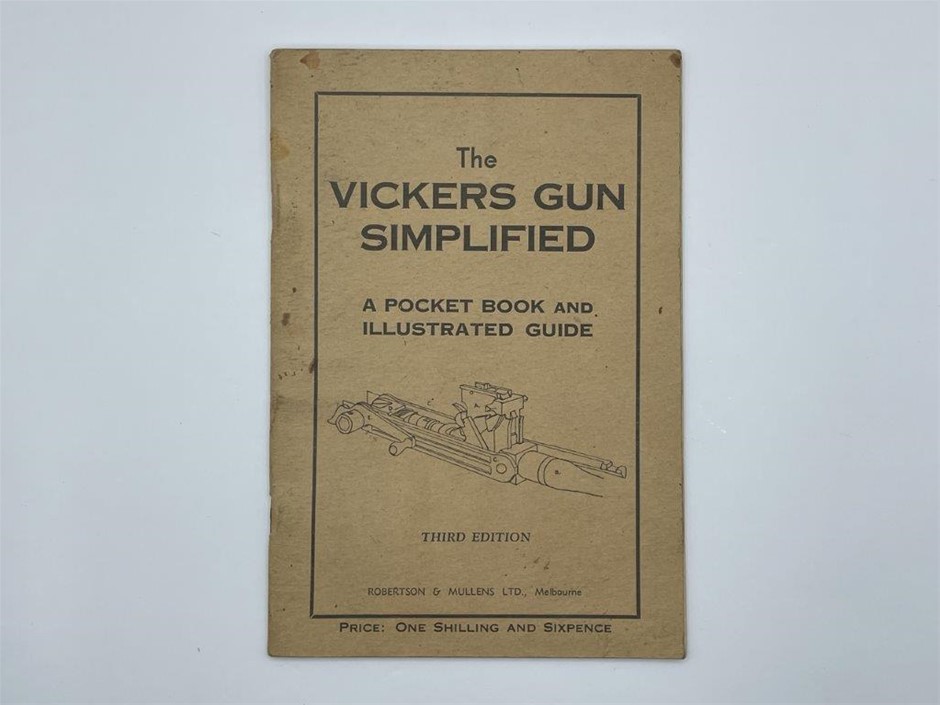 The
VICKERS GUN
SIMPLIFIED
A POCKET BOOK AND
ILLUSTRATED GUIDE
THIRD EDITION
ROBERTSON & MULLENS LTD., Melbourne
PRICE: ONE SHILLING AND SIXPENCE